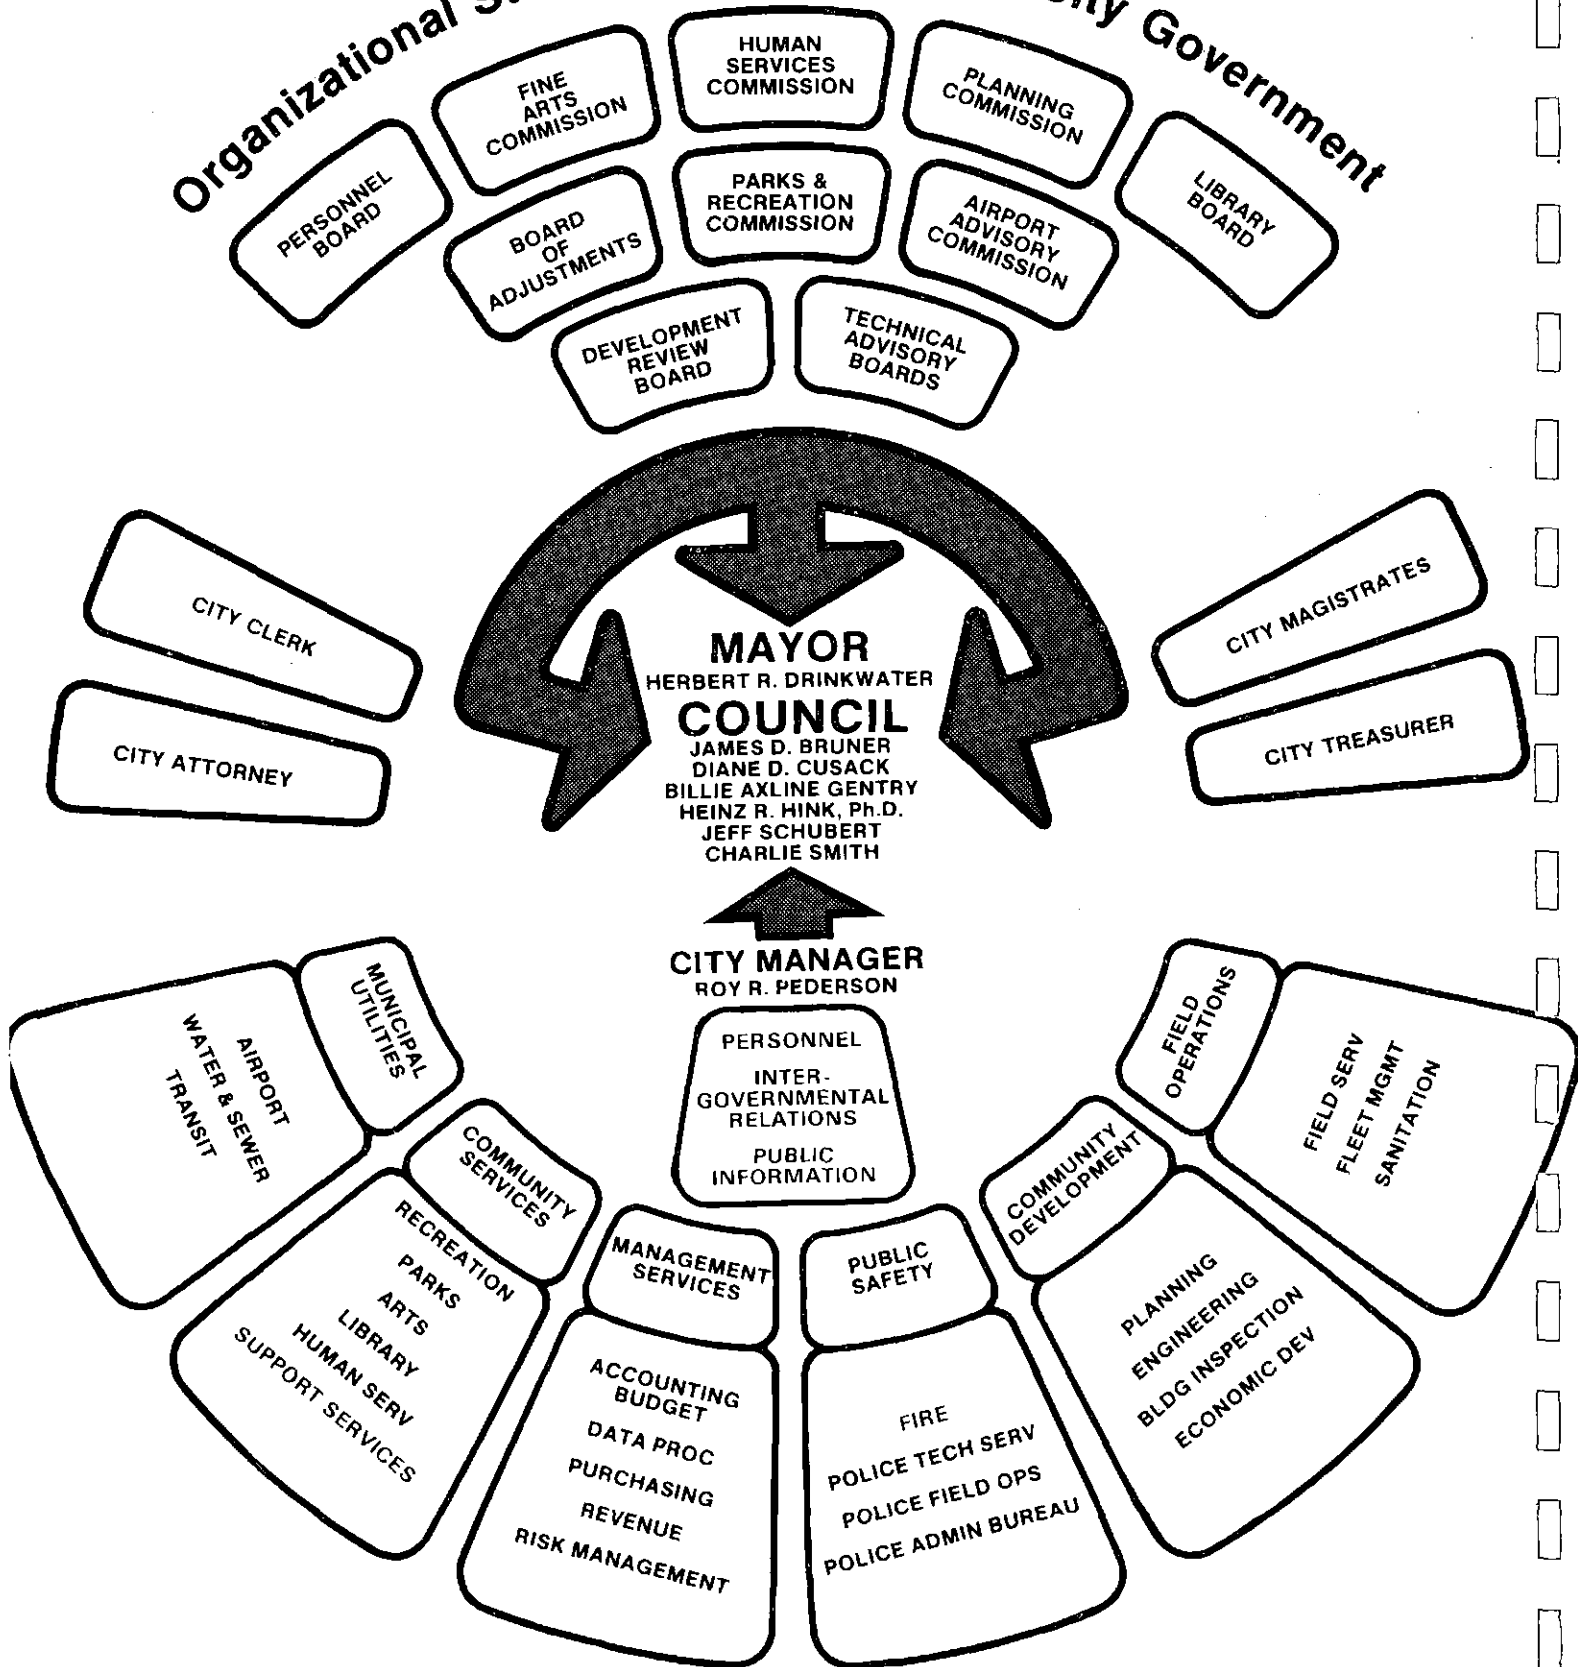 Organizational
City Government
HUMAN
SERVICES
COMMISSION
FINE
ARTS
COMMISSION
PLANNING
COMMISSION
PERSONNEL
BOARD
LIBRARY
BOARD
BOARD
OF
ADJUSTMENTS
PARKS &
RECREATION
COMMISSION
AIRPORT
ADVISORY
COMMISSION
DEVELOPMENT
REVIEW
BOARD
TECHNICAL
ADVISORY
BOARDS
CITY CLERK
CITY ATTORNEY
CITY MAGISTRATES
CITY TREASURER
MAYOR
HERBERT R. DRINKWATER
COUNCIL
JAMES D. BRUNER
DIANE D. CUSACK
BILLIE AXLINE GENTRY
HEINZ R. HINK, Ph.D.
JEFF SCHUBERT
CHARLIE SMITH
CITY MANAGER
ROY R. PEDERSON
PERSONNEL
INTER-
GOVERNMENTAL
RELATIONS
PUBLIC
INFORMATION
MUNICIPAL
UTILITIES
AIRPORT
WATER & SEWER
TRANSIT
COMMUNITY
SERVICES
RECREATION
PARKS
ARTS
LIBRARY
HUMAN SERV
SUPPORT SERVICES
MANAGEMENT
SERVICES
ACCOUNTING
BUDGET
DATA PROC
PURCHASING
REVENUE
RISK MANAGEMENT
PUBLIC
SAFETY
FIRE
POLICE TECH SERV
POLICE FIELD OPS
POLICE ADMIN BUREAU
COMMUNITY
DEVELOPMENT
PLANNING
ENGINEERING
BLDG INSPECTION
ECONOMIC DEV
FIELD
OPERATIONS
FIELD SERV
FLEET MGMT
SANITATION